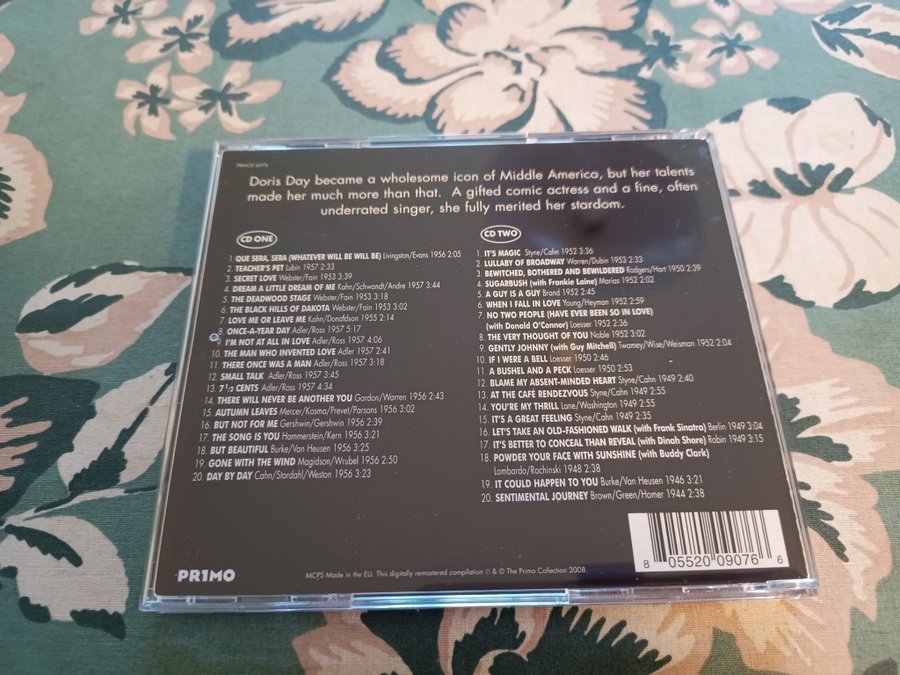 PRMCD 6076
Doris Day became a wholesome icon of Middle America, but her talents
made her much more than that. A gifted comic actress and a fine, often
underrated singer, she fully merited her stardom.
CD ONE
1. QUE SERA, SERA (WHATEVER WILL BE WILL BE) Livingston/Evans 1956 2:05
2. TEACHER'S PET Lubin 1957 2:33
3. SECRET LOVE Webster/Fain 1953 3:39
4. DREAM A LITTLE DREAM OF ME Kahn/Schwandt/Andre 1957 3:44
5. THE DEADWOOD STAGE Webster/Fain 1953 3:18
6. THE BLACK HILLS OF DAKOTA Webster/Fain 1953 3:02
7. LOVE ME OR LEAVE ME Kahn/Donaldson 1955 2:14
8. ONCE-A-YEAR DAY Adler/Ross 1957 5:17
9. I'M NOT AT ALL IN LOVE Adler/Ross 1957 4:06
10. THE MAN WHO INVENTED LOVE Adler 1957 2:41
11. THERE ONCE WAS A MAN Adler/Ross 1957 3:18
12. SMALL TALK Adler/Ross 1957 3:45
13. 7½ CENTS Adler/Ross 1957 4:34
14. THERE WILL NEVER BE ANOTHER YOU Gordon/Warren 1956 2:43
15. AUTUMN LEAVES Mercer/Kosma/Prevet/Parsons 1956 3:02
16. BUT NOT FOR ME Gershwin/Gershwin 1956 2:39
17. THE SONG IS YOU Hammerstein/Kern 1956 3:21
18. BUT BEAUTIFUL Burke/Van Heusen 1956 3:25
19. GONE WITH THE WIND Magidson/Wrubel 1956 2:50
20. DAY BY DAY Cahn/Stordahl/Weston 1956 3:23
CD TWO
1. IT'S MAGIC Styne/Cahn 1952 3:36
2. LULLABY OF BROADWAY Warren/Dubin 1953 2:33
3. BEWITCHED, BOTHERED AND BEWILDERED Rodgers/Hart 1950 2:39
4. SUGARBUSH (with Frankie Laine) Marias 1952 2:02
5. A GUY IS A GUY Brand 1952 2:45
6. WHEN I FALL IN LOVE Young/Heyman 1952 2:59
7. NO TWO PEOPLE (HAVE EVER BEEN SO IN LOVE)
(with Donald O'Connor) Loesser 1952 2:36
8. THE VERY THOUGHT OF YOU Noble 1952 3:02
9. GENTLY JOHNNY (with Guy Mitchell) Twomey/Wise/Weisman 1952 2:04
10. IF I WERE A BELL Loesser 1950 2:46
11. A BUSHEL AND A PECK Loesser 1950 2:53
12. BLAME MY ABSENT-MINDED HEART Styne/Cahn 1949 2:40
13. AT THE CAFÉ RENDEZVOUS Styne/Cahn 1949 2:55
14. YOU'RE MY THRILL Lane/Washington 1949 2:55
15. IT'S A GREAT FEELING Styne/Cahn 1949 2:35
16. LET'S TAKE AN OLD-FASHIONED WALK (with Frank Sinatra) Berlin 1949 3:04
17. IT'S BETTER TO CONCEAL THAN REVEAL (with Dinah Shore) Robin 1949 3:15
18. POWDER YOUR FACE WITH SUNSHINE (with Buddy Clark)
Lombardo/Rochinski 1948 2:38
19. IT COULD HAPPEN TO YOU Burke/Van Heusen 1946 3:21
20. SENTIMENTAL JOURNEY Brown/Green/Homer 1944 2:38
8 05520 09076 6
PR1MO
MCPS Made in the EU. This digitally remastered compilation ℗ & © The Primo Collection 2008.